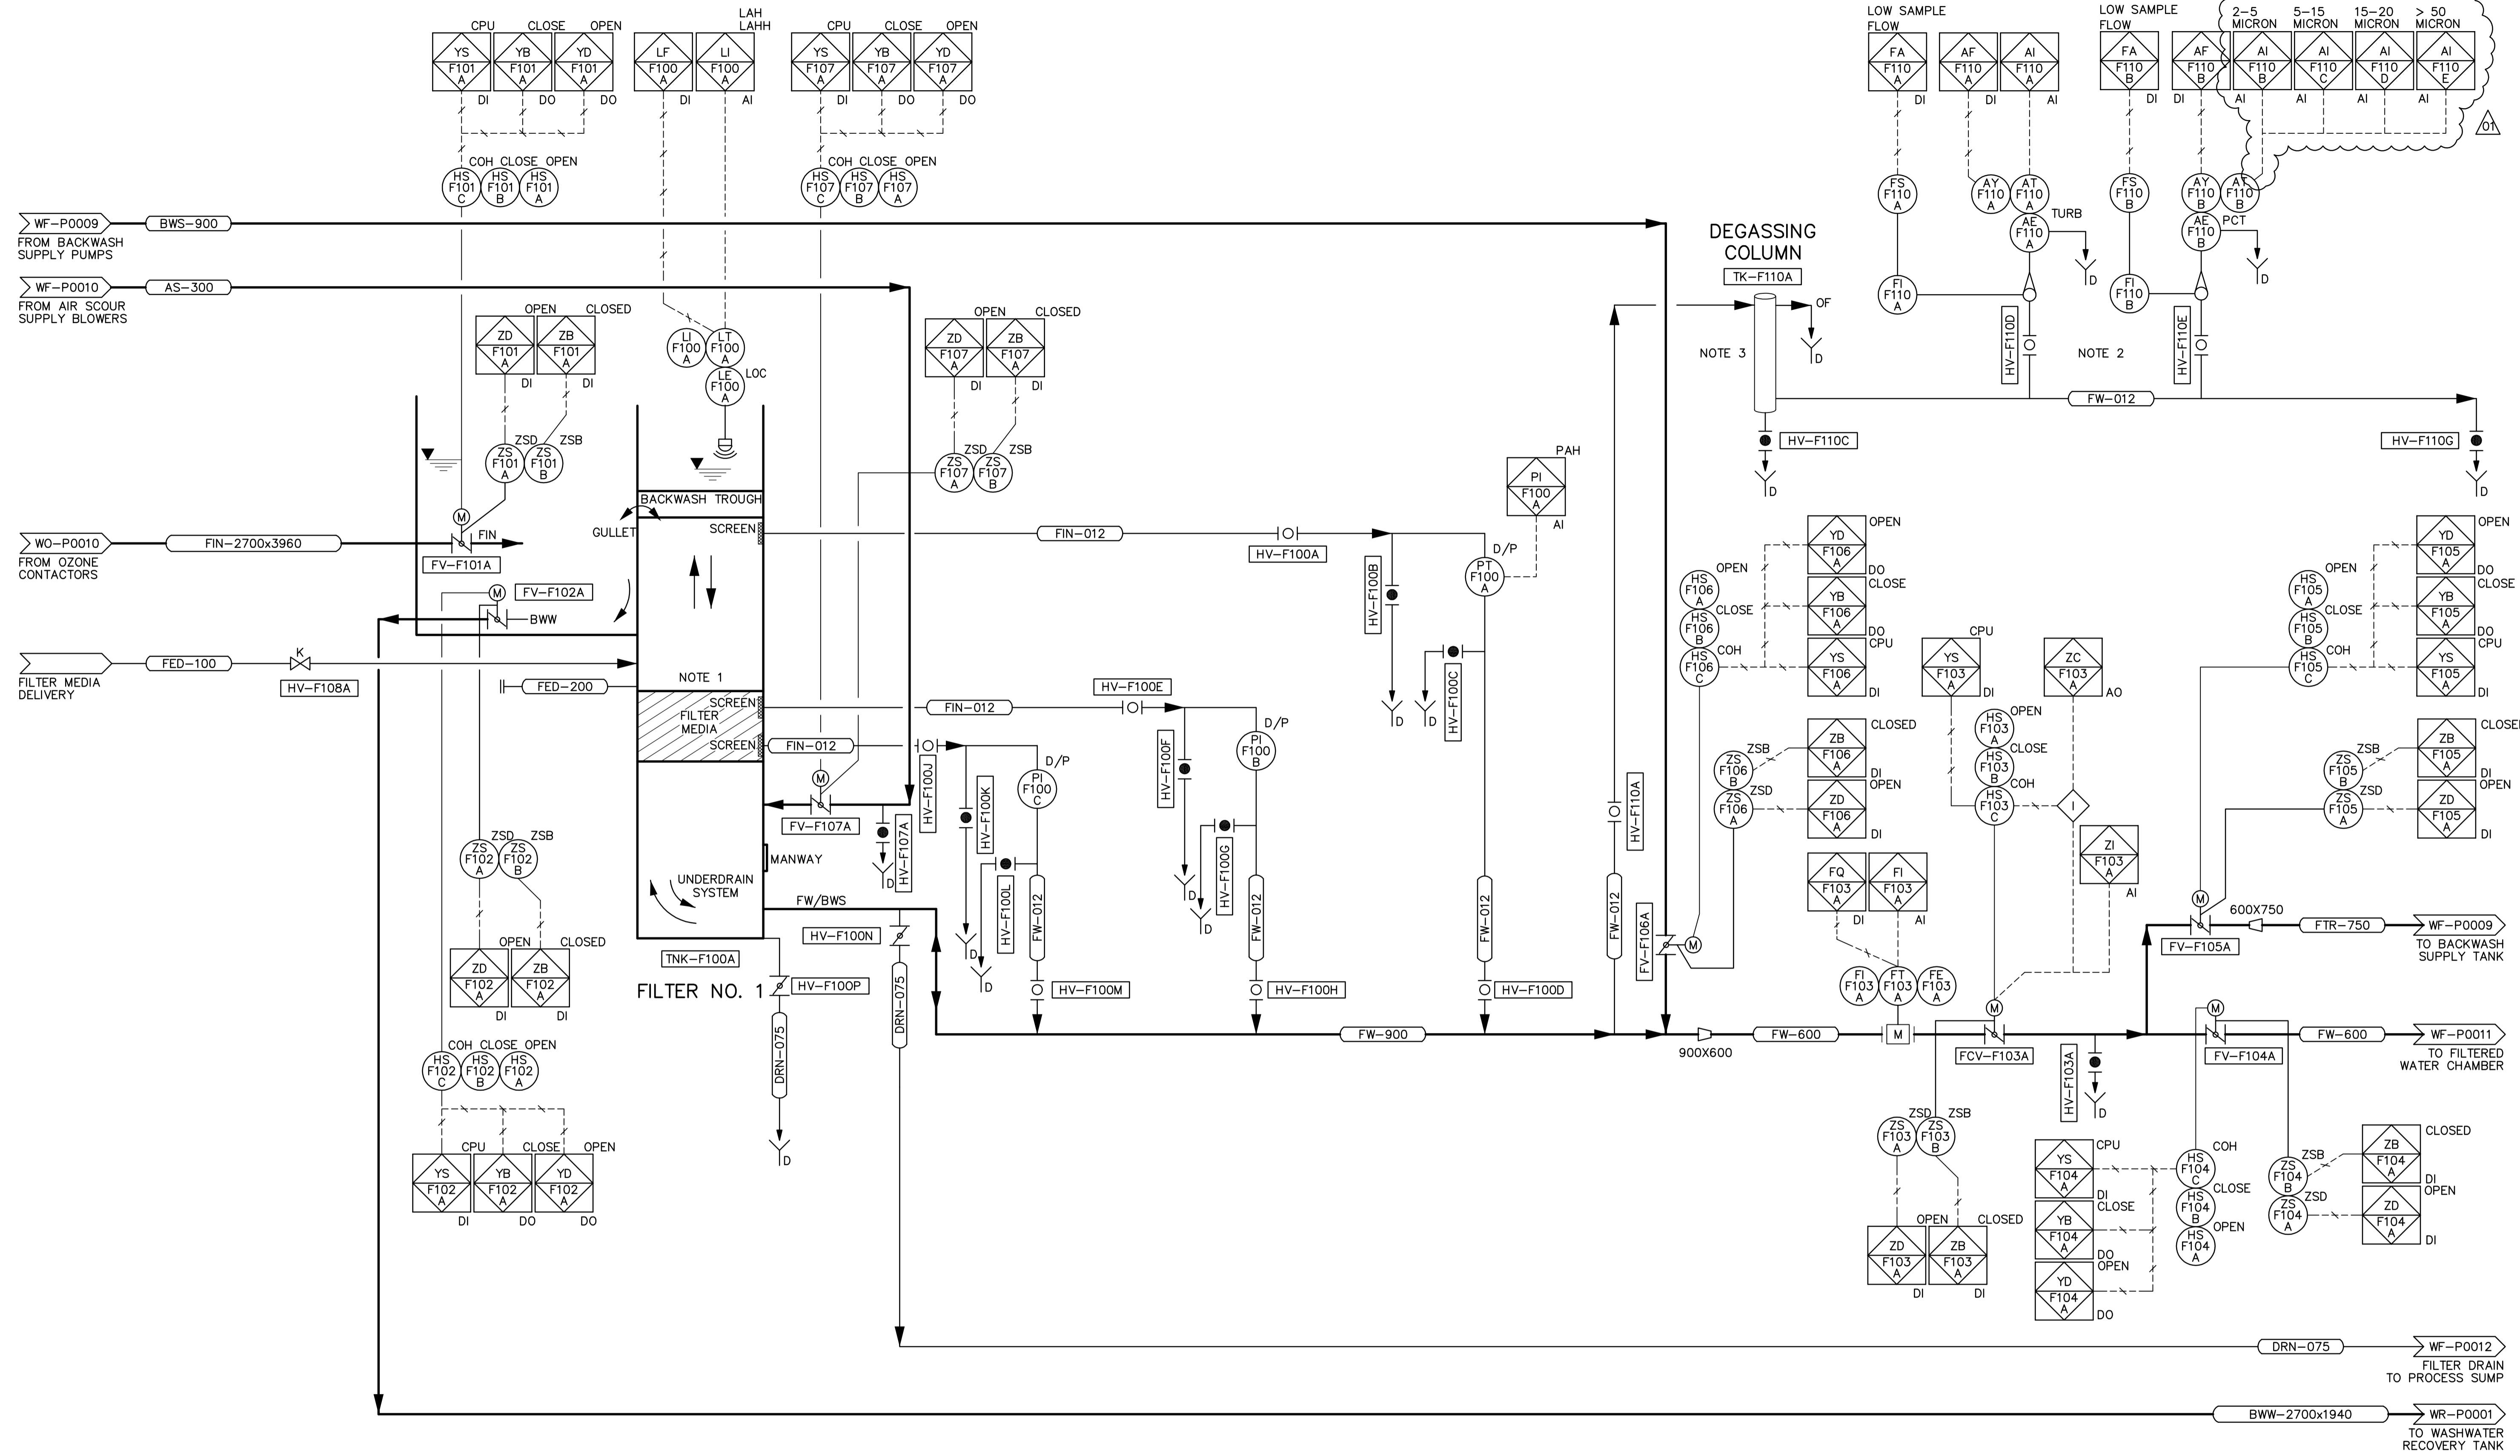 CPU CLOSE OPEN
YS F101 A
YB F101 A
YD F101 A
DI DO DO
LAH
LAHH
LF F100 A
LI F100 A
DI AI
CPU CLOSE OPEN
YS F107 A
YB F107 A
YD F107 A
DI DO DO
LOW SAMPLE
FLOW
FA F110 A
AF F110 A
AI F110 A
DI DI AI
LOW SAMPLE
FLOW
2-5 MICRON
5-15 MICRON
15-20 MICRON
> 50 MICRON
FA F110 B
AF F110 B
AI F110 B
AI F110 C
AI F110 D
AI F110 E
DI DI AI AI AI AI
01
COH CLOSE OPEN
HS F101 C
HS F101 B
HS F101 A
COH CLOSE OPEN
HS F107 C
HS F107 B
HS F107 A
FS F110 A
AY F110 A
AT F110 A
AE F110 A
TURB
D
FS F110 B
AY F110 B
AT F110 B
AE F110 B
PCT
D
WF-P0009
BWS-900
FROM BACKWASH
SUPPLY PUMPS
WF-P0010
AS-300
FROM AIR SCOUR
SUPPLY BLOWERS
DEGASSING
COLUMN
TK-F110A
OF
D
NOTE 3
FI F110 A
HV-F110D
NOTE 2
FI F110 B
HV-F110E
FW-012
HV-F110C
D
HV-F110G
D
OPEN CLOSED
ZD F101 A
ZB F101 A
DI DI
LI F100 A
LT F100 A
LE F100 A
LOC
OPEN CLOSED
ZD F107 A
ZB F107 A
DI DI
ZSD ZSB
ZS F101 A
ZS F101 B
ZSD ZSB
ZS F107 A
ZS F107 B
PAH
PI F100 A
AI
BACKWASH TROUGH
GULLET
SCREEN
M
FIN
WO-P0010
FIN-2700x3960
FROM OZONE
CONTACTORS
FV-F101A
FIN-012
HV-F100A
HV-F100B
D
D/P
PT F100 A
HV-F100C
D
M
FV-F102A
BWW
FED-100
K
FILTER MEDIA
DELIVERY
HV-F108A
FED-200
NOTE 1
SCREEN
FILTER
MEDIA
SCREEN
FIN-012
HV-F100E
HV-F100F
D
D/P
PI F100 B
HV-F100G
D
FIN-012
HV-F100J
HV-F100K
D
D/P
PI F100 C
HV-F100L
D
M
FV-F107A
HV-F107A
D
MANWAY
UNDERDRAIN
SYSTEM
FW/BWS
TNK-F100A
FILTER NO. 1
HV-F100N
HV-F100P
DRN-075
DRN-075
D
FW-012
HV-F100M
FW-012
HV-F100H
FW-012
HV-F100D
HV-F110A
FW-012
FV-F106A
M
OPEN
HS F106 A
CLOSE
HS F106 B
COH
HS F106 C
OPEN
YD F106 A
DO
CLOSE
YB F106 A
DO
CPU
YS F106 A
DI
ZSB
ZS F106 B
ZSD
ZS F106 A
CLOSED
ZB F106 A
DI
OPEN
ZD F106 A
DI
CPU
YS F103 A
DI
ZC F103 A
AO
OPEN
HS F103 A
CLOSE
HS F103 B
COH
HS F103 C
I
ZI F103 A
AI
FQ F103 A
DI
FI F103 A
AI
FI F103 A
FT F103 A
FE F103 A
OPEN
HS F105 A
CLOSE
HS F105 B
COH
HS F105 C
OPEN
YD F105 A
DO
CLOSE
YB F105 A
DO
CPU
YS F105 A
DI
ZSB
ZS F105 B
ZSD
ZS F105 A
CLOSED
ZB F105 A
DI
OPEN
ZD F105 A
DI
M
FV-F105A
600X750
FTR-750
WF-P0009
TO BACKWASH
SUPPLY TANK
FW-900
900X600
FW-600
M
M
FCV-F103A
HV-F103A
D
M
FV-F104A
FW-600
WF-P0011
TO FILTERED
WATER CHAMBER
ZSD ZSB
ZS F102 A
ZS F102 B
OPEN CLOSED
ZD F102 A
ZB F102 A
DI DI
COH CLOSE OPEN
HS F102 C
HS F102 B
HS F102 A
CPU CLOSE OPEN
YS F102 A
YB F102 A
YD F102 A
DI DO DO
ZSD ZSB
ZS F103 A
ZS F103 B
OPEN CLOSED
ZD F103 A
ZB F103 A
DI DI
CPU
YS F104 A
DI
CLOSE
YB F104 A
DO
OPEN
YD F104 A
DO
COH
HS F104 C
CLOSE
HS F104 B
OPEN
HS F104 A
ZSB
ZS F104 B
ZSD
ZS F104 A
CLOSED
ZB F104 A
DI
OPEN
ZD F104 A
DI
DRN-075
WF-P0012
FILTER DRAIN
TO PROCESS SUMP
BWW-2700x1940
WR-P0001
TO WASHWATER
RECOVERY TANK